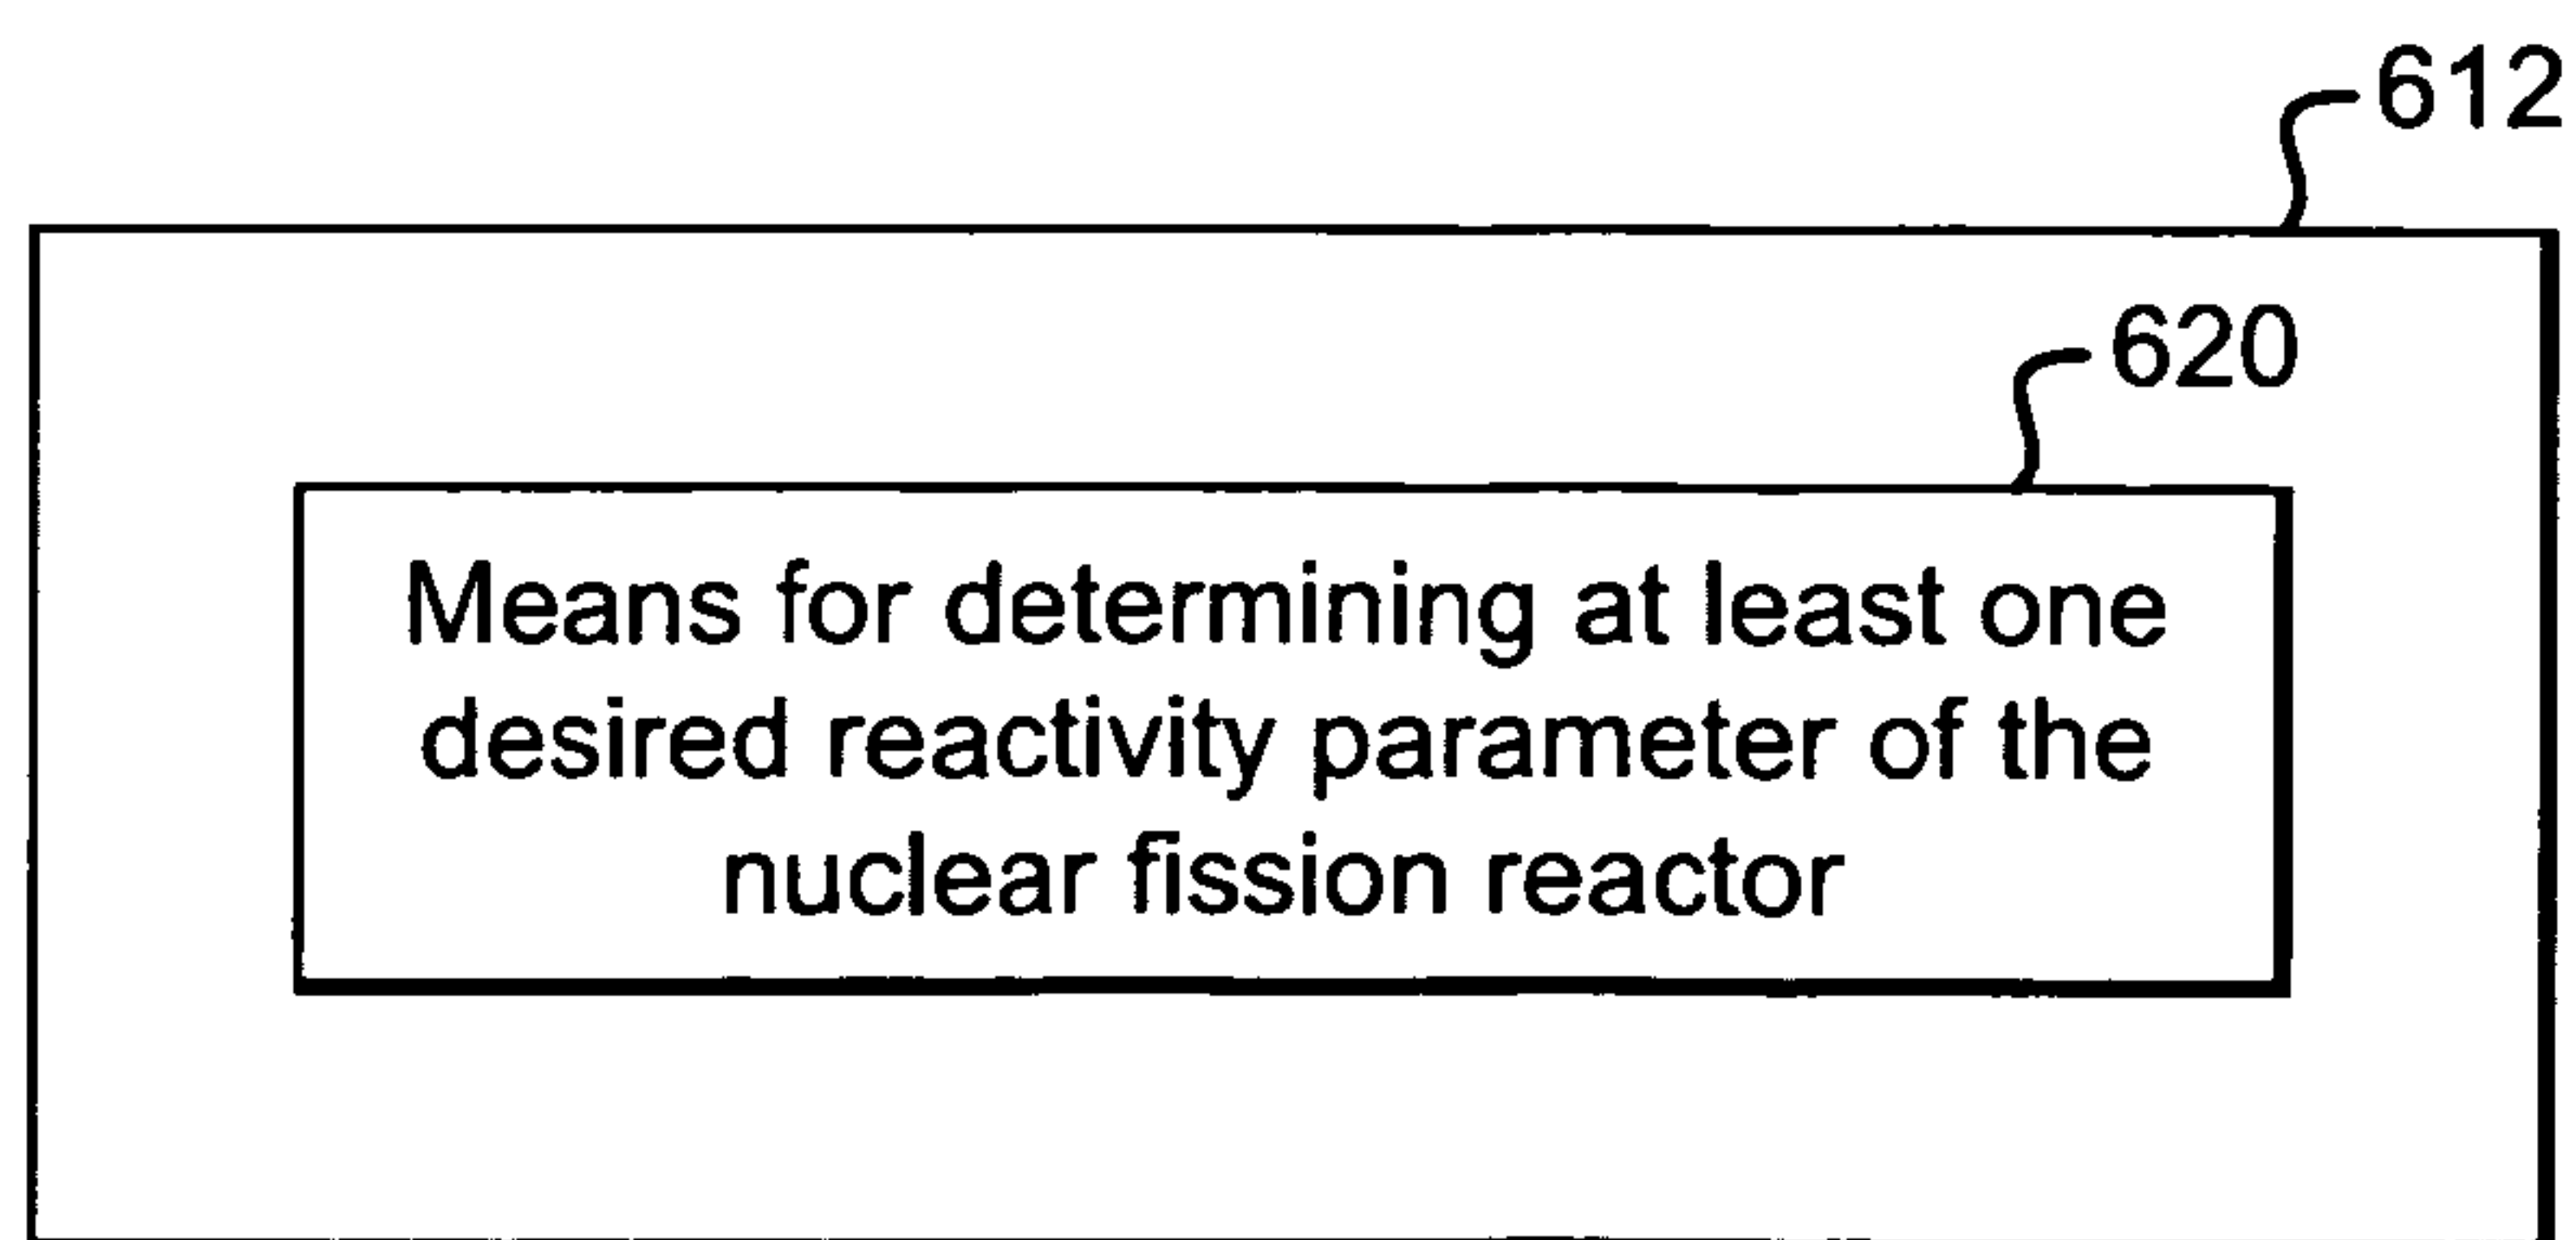 612
620
Means for determining at least one
desired reactivity parameter of the
nuclear fission reactor